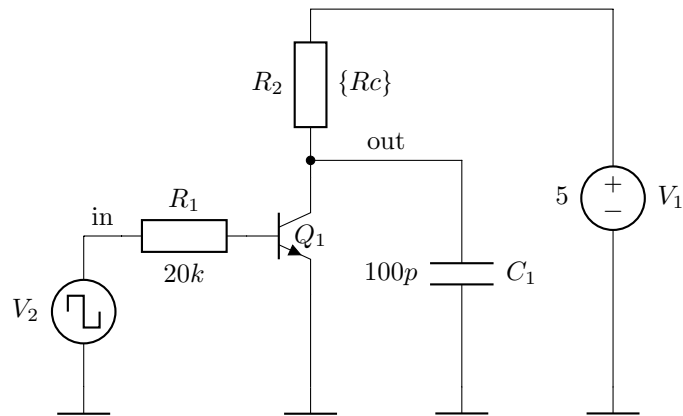 R₂ {Rc}
out
in
R₁
20k
Q₁
V₂
100p C₁
5 + − V₁